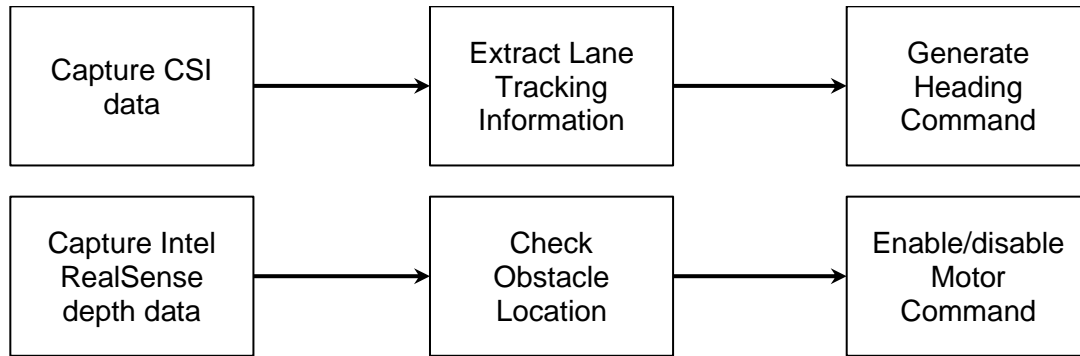 Capture CSI
data
Extract Lane
Tracking
Information
Generate
Heading
Command
Capture Intel
RealSense
depth data
Check
Obstacle
Location
Enable/disable
Motor
Command